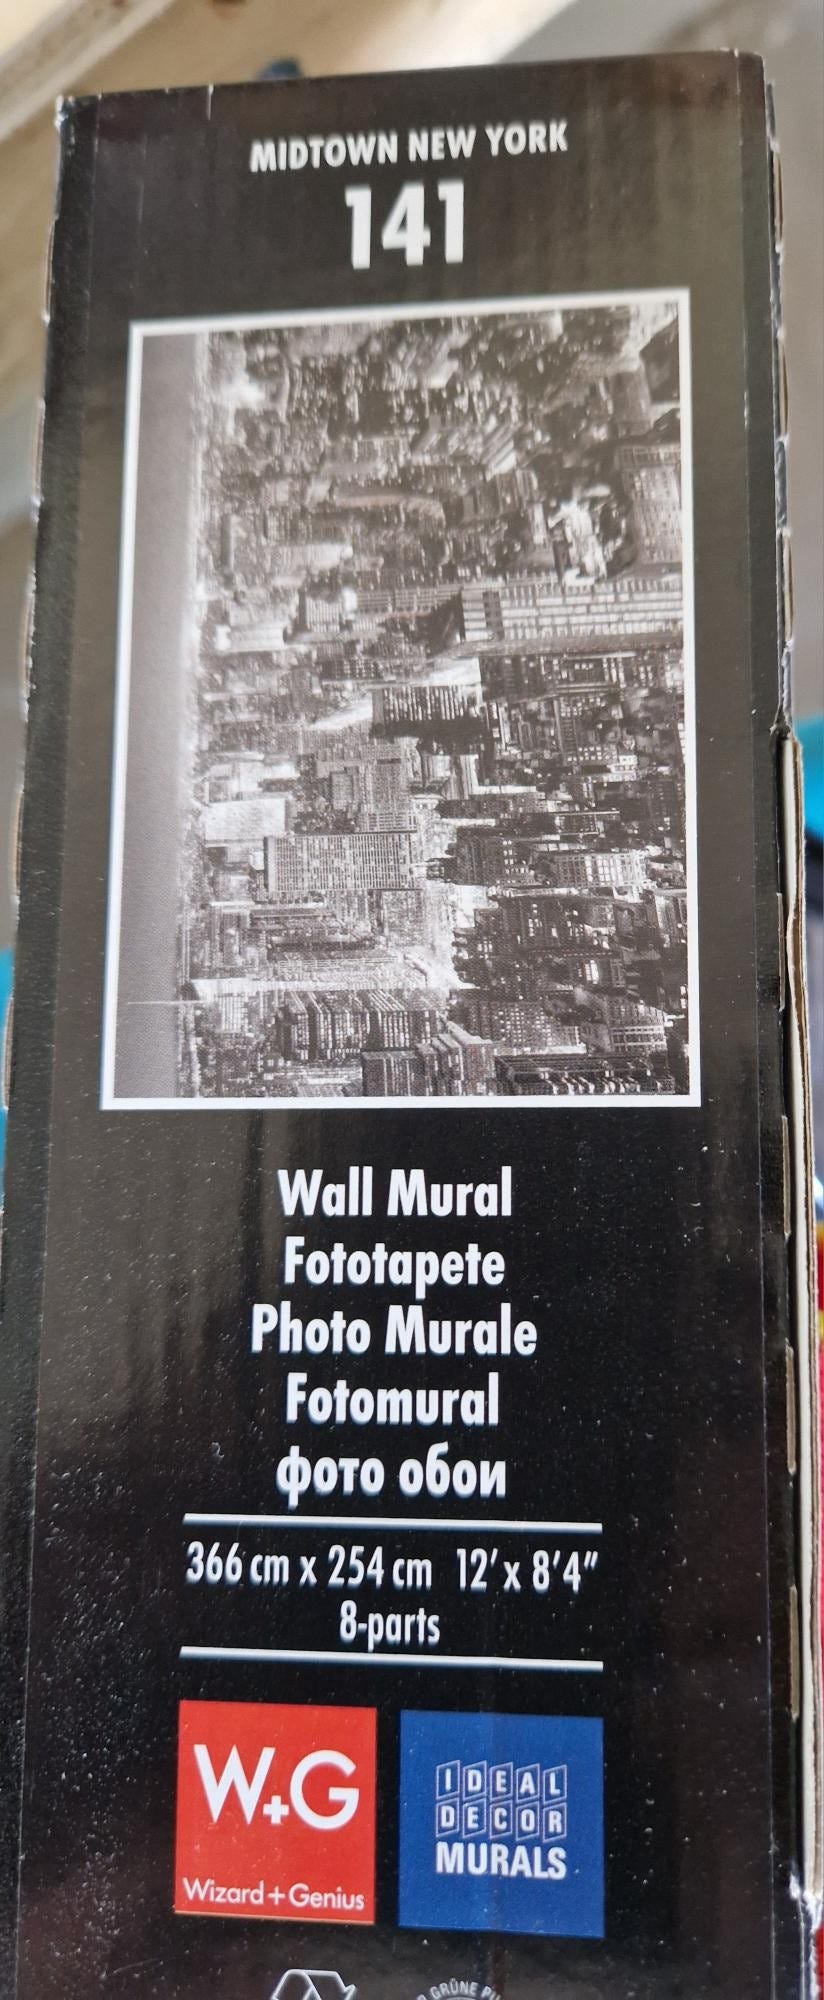 MIDTOWN NEW YORK
141
Wall Mural
Fototapete
Photo Murale
Fotomural
фото обои
366 cm x 254 cm 12' x 8'4"
8-parts
W+G
Wizard+Genius
IDEAL
DECOR
MURALS
GRÜNE